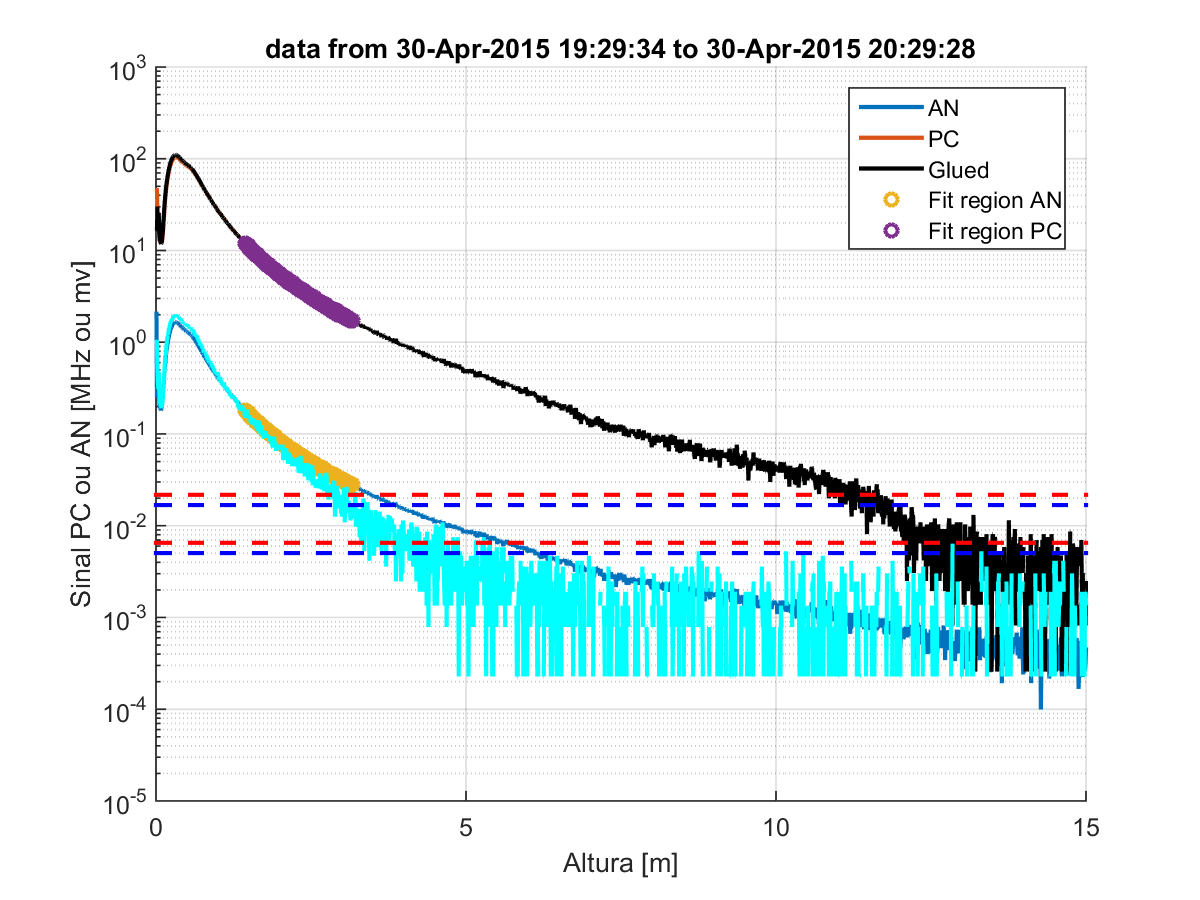 data from 30-Apr-2015 19:29:34 to 30-Apr-2015 20:29:28
AN
PC
Glued
Fit region AN
Fit region PC
Sinal PC ou AN [MHz ou mv]
10^3
10^2
10^1
10^0
10^-1
10^-2
10^-3
10^-4
10^-5
0 5 10 15
Altura [m]